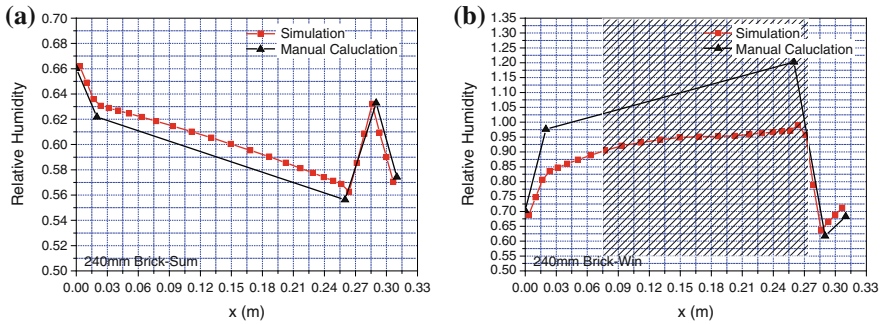 (a)
0.70
0.68
0.66
0.64
0.62
0.60
0.58
0.56
0.54
0.52
0.50
Relative Humidity
Simulation
Manual Caluclation
240mm Brick-Sum
0.00 0.03 0.06 0.09 0.12 0.15 0.18 0.21 0.24 0.27 0.30 0.33
x (m)
(b)
1.35
1.30
1.25
1.20
1.15
1.10
1.05
1.00
0.95
0.90
0.85
0.80
0.75
0.70
0.65
0.60
0.55
0.50
Relative Humidity
Simulation
Manual Calculation
240mm Brick-Win
0.00 0.03 0.06 0.09 0.12 0.15 0.18 0.21 0.24 0.27 0.30 0.33
x (m)